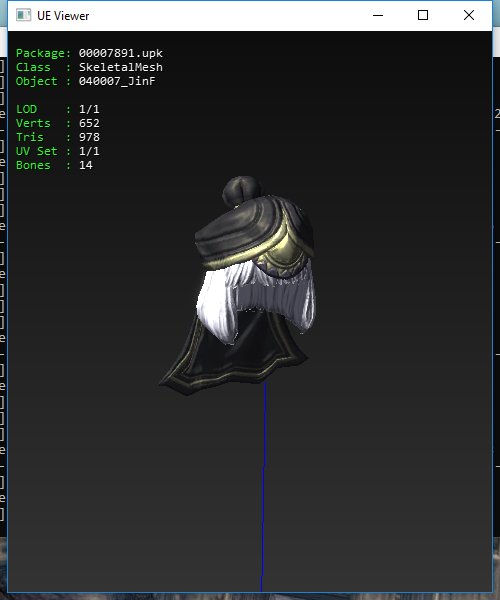 UE Viewer
Package: 00007891.upk
Class : SkeletalMesh
Object : 040007_JinF
LOD : 1/1
Verts : 652
Tris : 978
UV Set : 1/1
Bones : 14